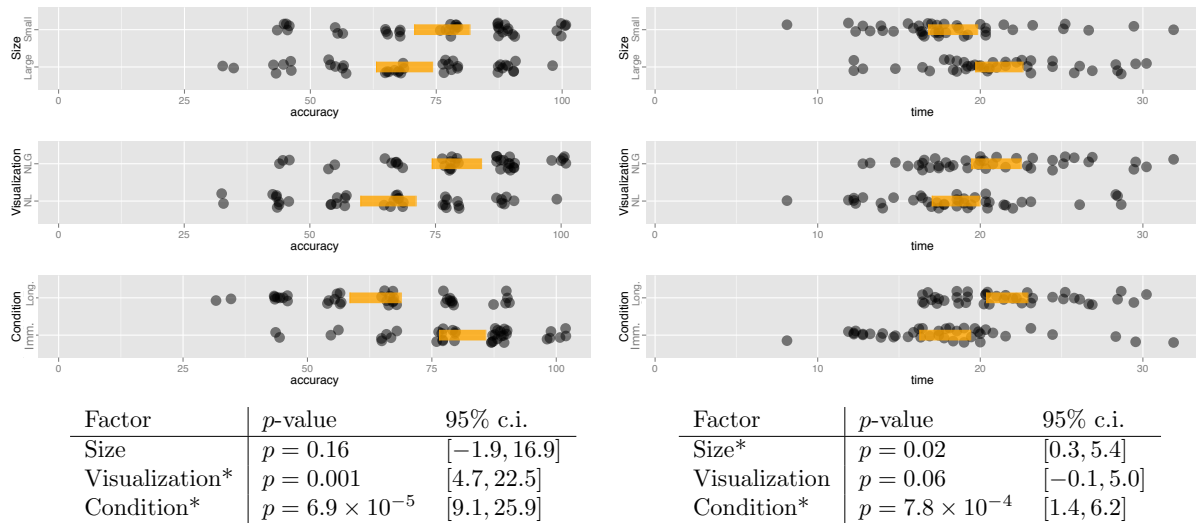 Size
Small
Large
0 25 50 75 100
accuracy
Visualization
NLG
NL
0 25 50 75 100
accuracy
Condition
Long.
Imm.
0 25 50 75 100
accuracy
Factor p-value 95% c.i.
Size p = 0.16 [−1.9, 16.9]
Visualization* p = 0.001 [4.7, 22.5]
Condition* p = 6.9 × 10⁻⁵ [9.1, 25.9]
Size
Small
Large
10 20 30
time
Visualization
NLG
NL
10 20 30
time
Condition
Long.
Imm.
10 20 30
time
Factor p-value 95% c.i.
Size* p = 0.02 [0.3, 5.4]
Visualization p = 0.06 [−0.1, 5.0]
Condition* p = 7.8 × 10⁻⁴ [1.4, 6.2]